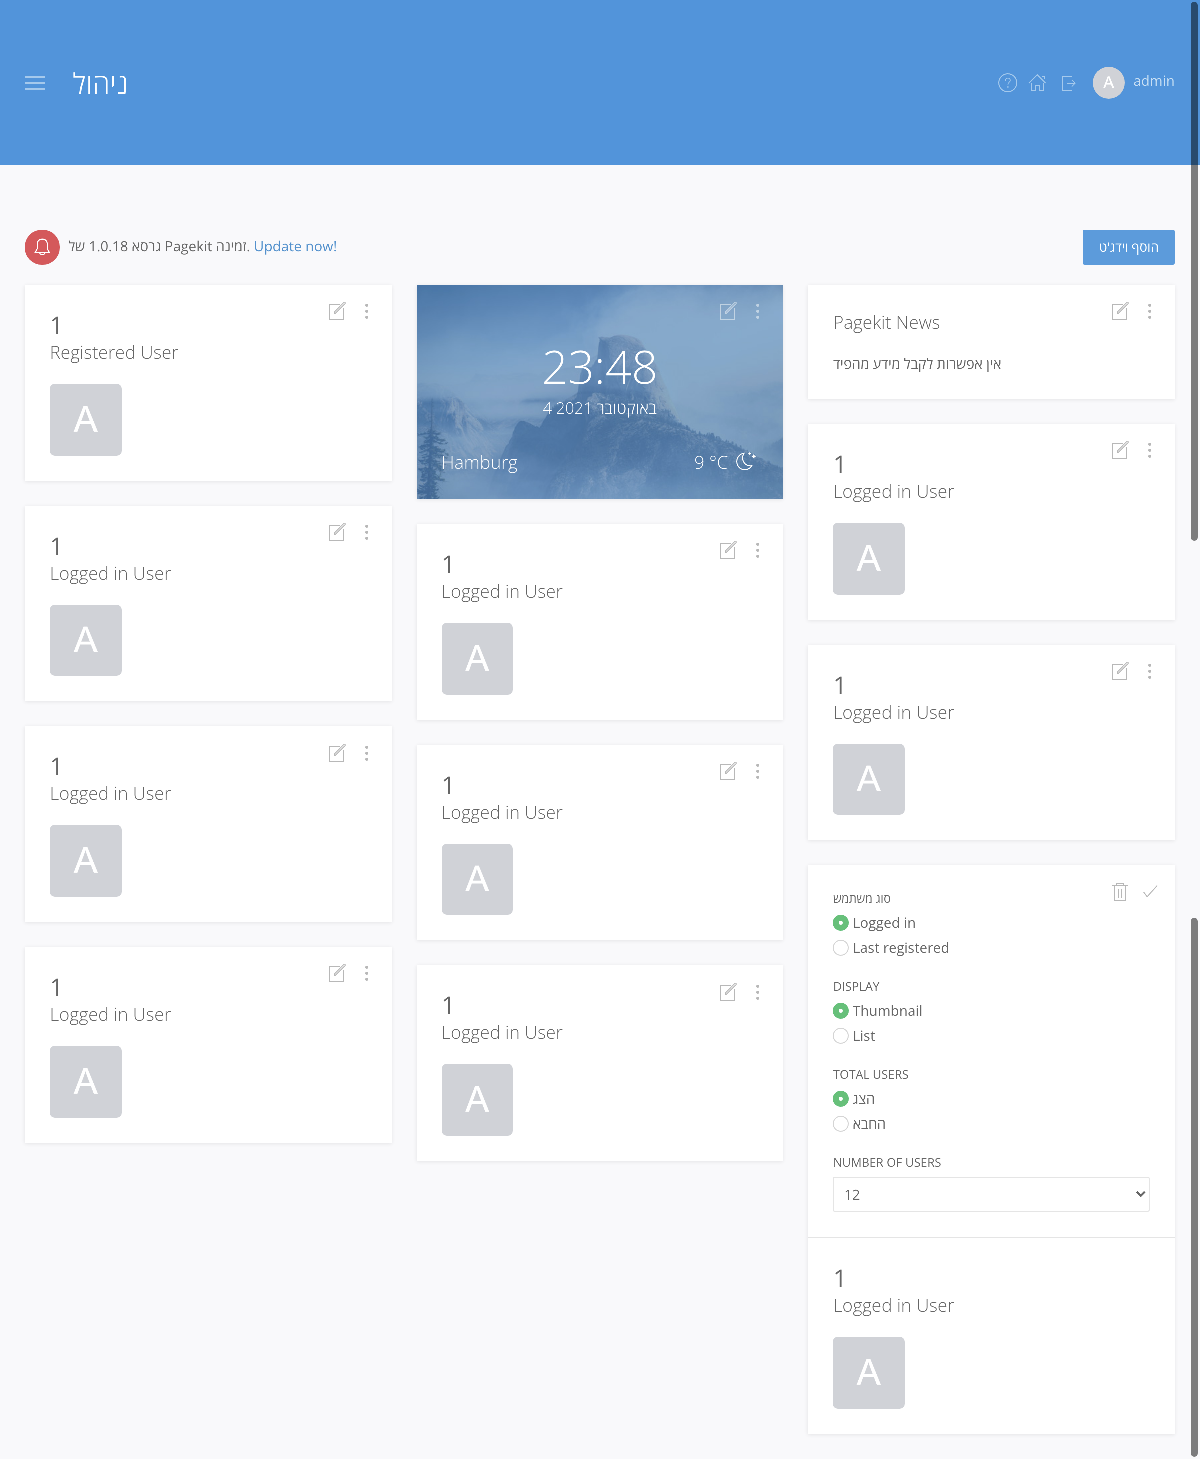 ניהול
A admin
גרסא 1.0.18 של Pagekit זמינה. Update now!
הוסף וידג'ט
1
Registered User
A
1
Logged in User
A
1
Logged in User
A
1
Logged in User
A
23:48
4 באוקטובר 2021
Hamburg 9 °C
1
Logged in User
A
1
Logged in User
A
1
Logged in User
A
Pagekit News
אין אפשרות לקבל מידע מהפיד
1
Logged in User
A
1
Logged in User
A
סוג משתמש
Logged in
Last registered
DISPLAY
Thumbnail
List
TOTAL USERS
הצג
החבא
NUMBER OF USERS
12
1
Logged in User
A